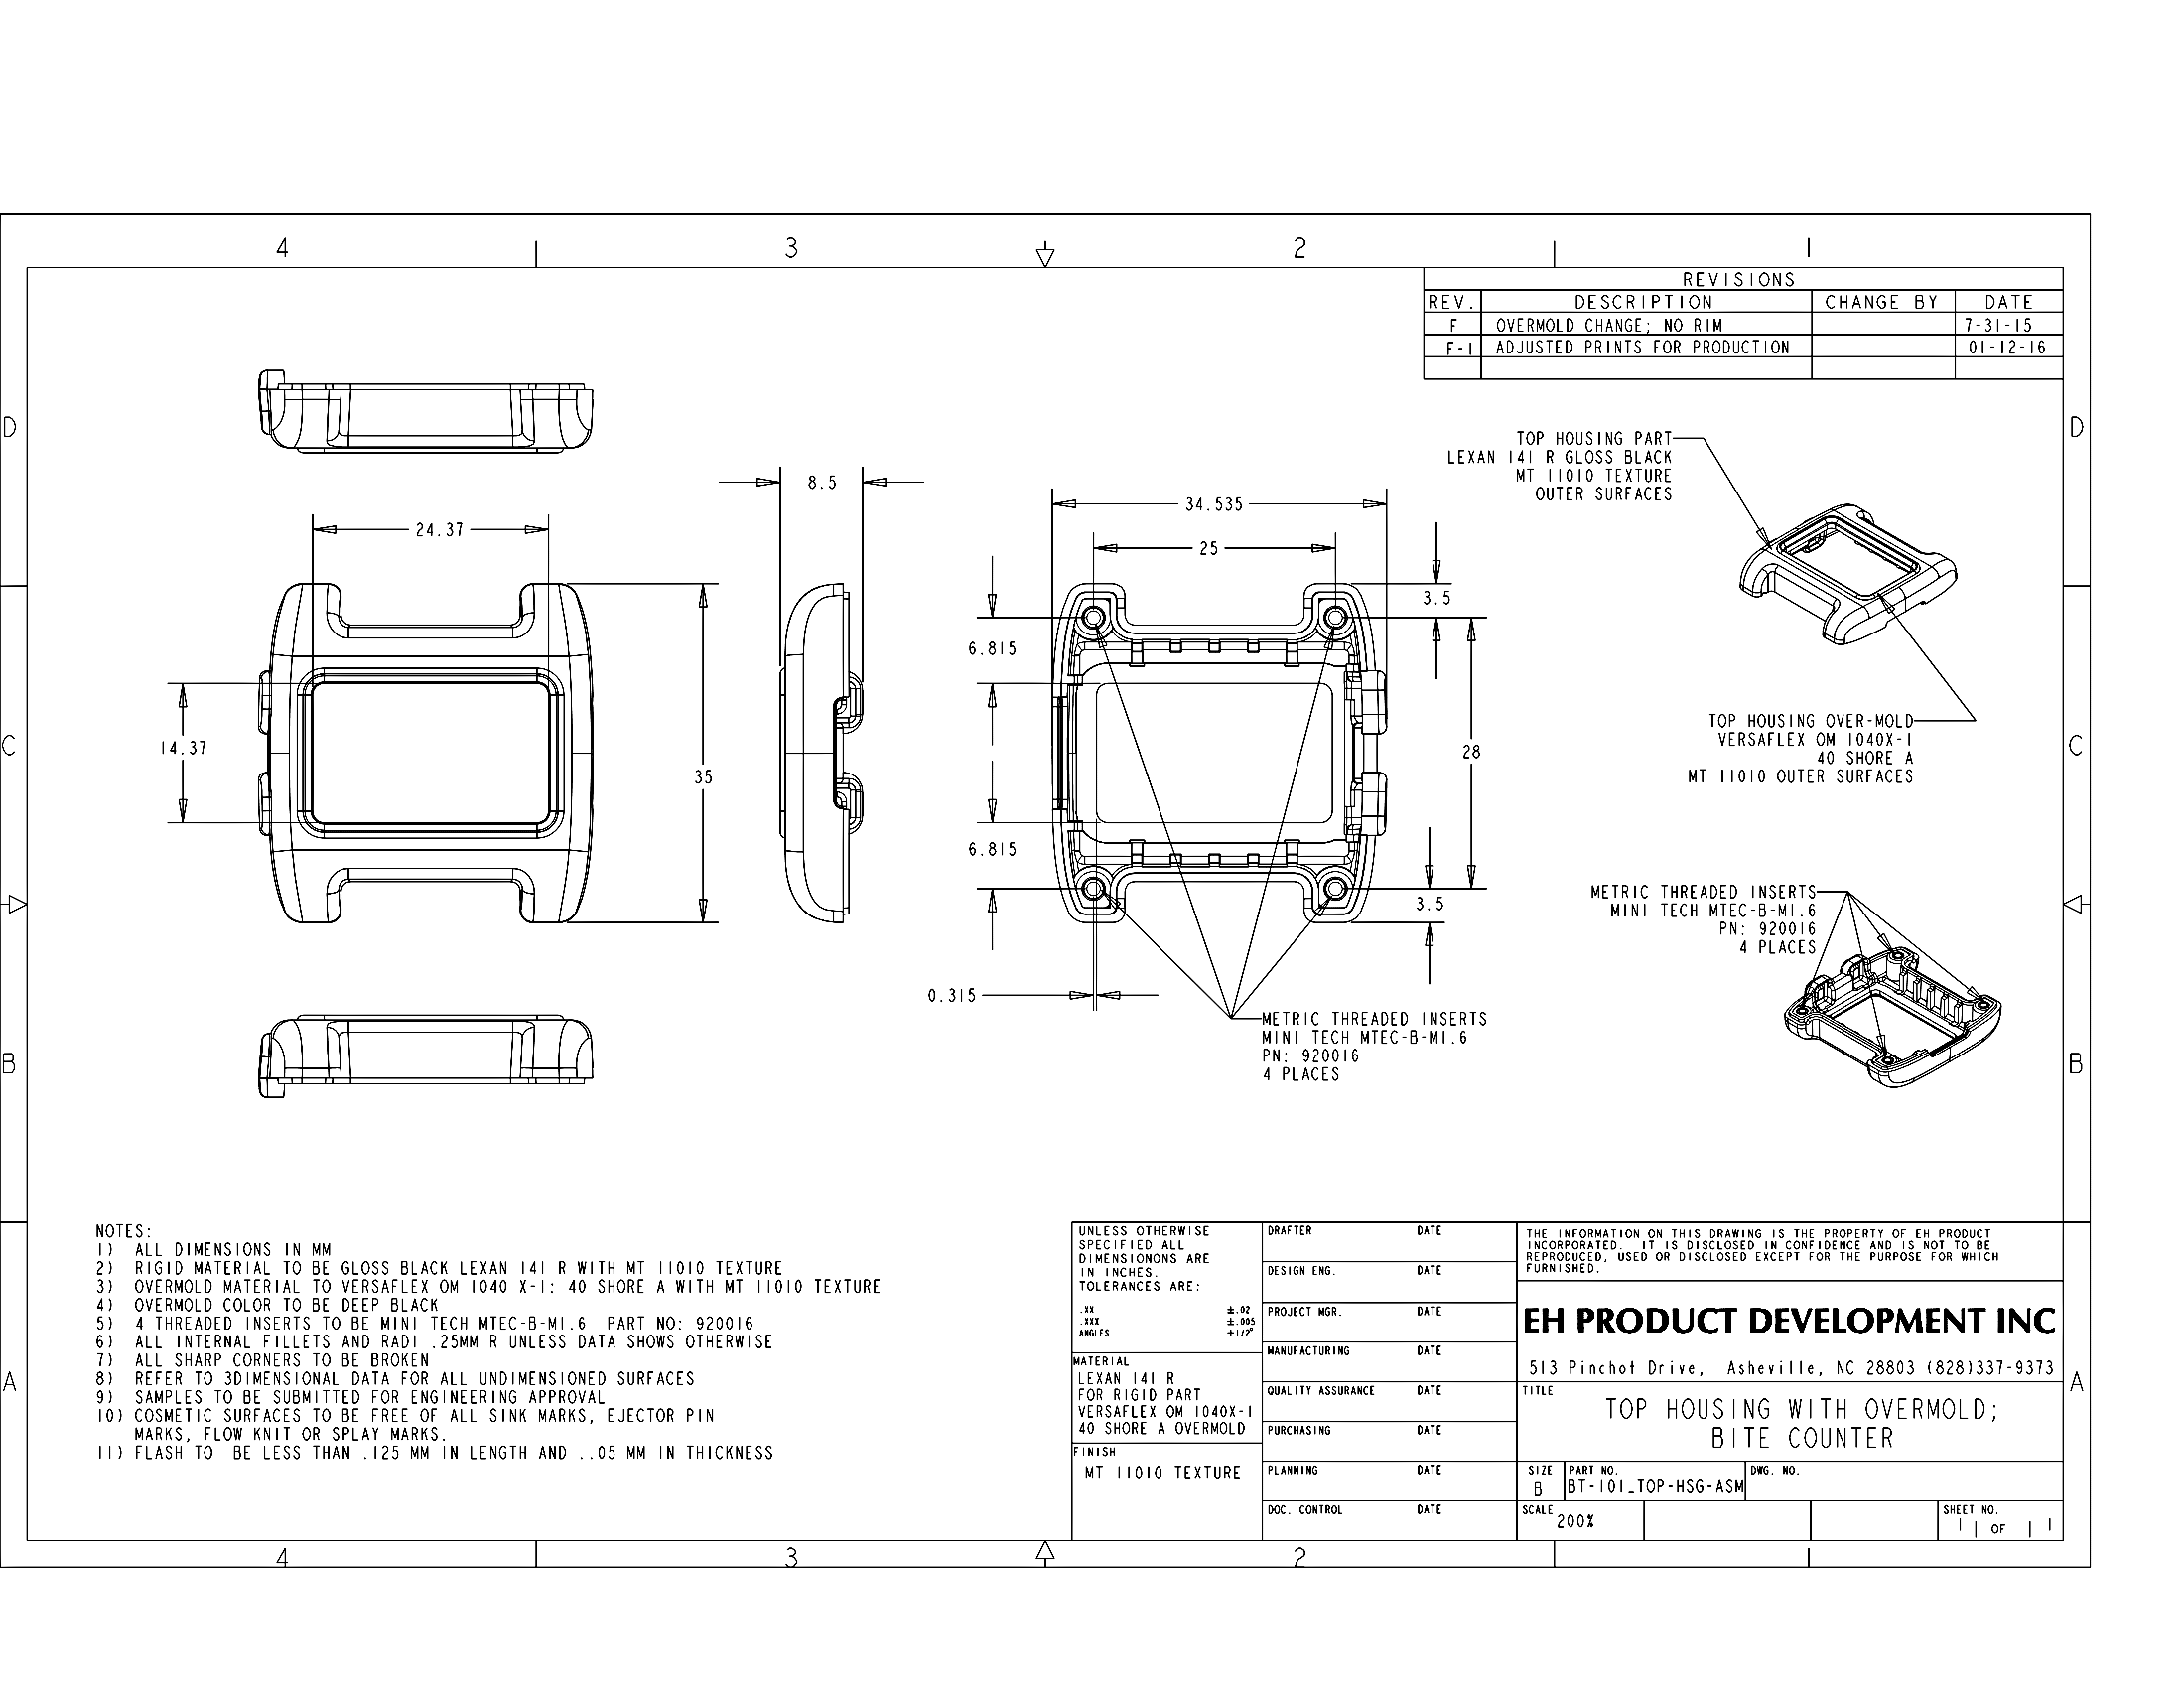 4
3
2
1
REVISIONS
REV. DESCRIPTION CHANGE BY DATE
F OVERMOLD CHANGE; NO RIM 7-31-15
F-1 ADJUSTED PRINTS FOR PRODUCTION 01-12-16
D
D
TOP HOUSING PART
LEXAN 141 R GLOSS BLACK
MT 11010 TEXTURE
OUTER SURFACES
8.5
34.535
24.37
25
3.5
6.815
14.37
35
28
C
C
TOP HOUSING OVER-MOLD
VERSAFLEX OM 1040X-1
40 SHORE A
MT 11010 OUTER SURFACES
6.815
3.5
METRIC THREADED INSERTS
MINI TECH MTEC-B-M1.6
PN: 920016
4 PLACES
0.315
METRIC THREADED INSERTS
MINI TECH MTEC-B-M1.6
PN: 920016
4 PLACES
B
B
NOTES:
1) ALL DIMENSIONS IN MM
2) RIGID MATERIAL TO BE GLOSS BLACK LEXAN 141 R WITH MT 11010 TEXTURE
3) OVERMOLD MATERIAL TO VERSAFLEX OM 1040 X-1: 40 SHORE A WITH MT 11010 TEXTURE
4) OVERMOLD COLOR TO BE DEEP BLACK
5) 4 THREADED INSERTS TO BE MINI TECH MTEC-B-M1.6 PART NO: 920016
6) ALL INTERNAL FILLETS AND RADI .25MM R UNLESS DATA SHOWS OTHERWISE
7) ALL SHARP CORNERS TO BE BROKEN
8) REFER TO 3DIMENSIONAL DATA FOR ALL UNDIMENSIONED SURFACES
9) SAMPLES TO BE SUBMITTED FOR ENGINEERING APPROVAL
10) COSMETIC SURFACES TO BE FREE OF ALL SINK MARKS, EJECTOR PIN
MARKS, FLOW KNIT OR SPLAY MARKS.
11) FLASH TO BE LESS THAN .125 MM IN LENGTH AND ..05 MM IN THICKNESS
A
A
UNLESS OTHERWISE
SPECIFIED ALL
DIMENSIONONS ARE
IN INCHES.
TOLERANCES ARE:
.XX ±.02
.XXX ±.005
ANGLES ±1/2°
MATERIAL
LEXAN 141 R
FOR RIGID PART
VERSAFLEX OM 1040X-1
40 SHORE A OVERMOLD
FINISH
MT 11010 TEXTURE
DRAFTER DATE
DESIGN ENG. DATE
PROJECT MGR. DATE
MANUFACTURING DATE
QUALITY ASSURANCE DATE
PURCHASING DATE
PLANNING DATE
DOC. CONTROL DATE
THE INFORMATION ON THIS DRAWING IS THE PROPERTY OF EH PRODUCT
INCORPORATED. IT IS DISCLOSED IN CONFIDENCE AND IS NOT TO BE
REPRODUCED, USED OR DISCLOSED EXCEPT FOR THE PURPOSE FOR WHICH
FURNISHED.
EH PRODUCT DEVELOPMENT INC
513 Pinchot Drive, Asheville, NC 28803 (828)337-9373
TITLE
TOP HOUSING WITH OVERMOLD;
BITE COUNTER
SIZE PART NO. DWG. NO.
B BT-101_TOP-HSG-ASM
SCALE 200% SHEET NO.
1 | OF | 1
4
3
2
1